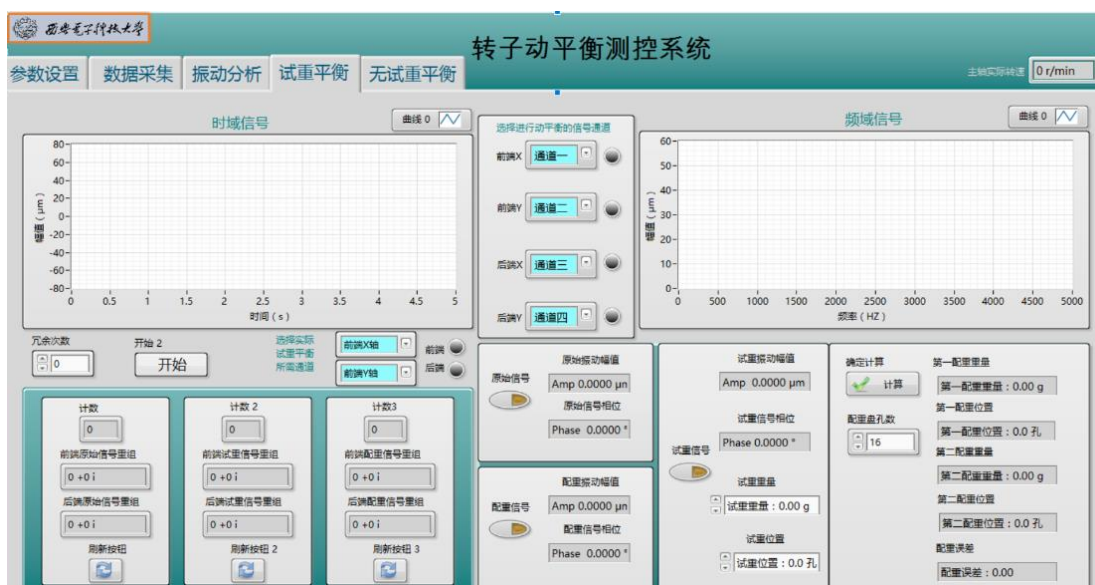 西安电子科技大学
转子动平衡测控系统
参数设置
数据采集
振动分析
试重平衡
无试重平衡
主轴实际转速
0 r/min
时域信号
曲线 0
80
60
40
20
0
-20
-40
-60
-80
幅值(μm)
0 0.5 1 1.5 2 2.5 3 3.5 4 4.5 5
时间(s)
选择进行动平衡的信号通道
前端X
通道一
前端Y
通道二
后端X
通道三
后端Y
通道四
频域信号
曲线 0
60
50
40
30
20
10
0
幅值(μm)
0 500 1000 1500 2000 2500 3000 3500 4000 4500 5000
频率(HZ)
冗余次数
0
开始 2
开始
选择实际
试重平衡
所需通道
前端X轴
前端Y轴
前端
后端
计数
0
前端原始信号重组
0 +0 i
后端原始信号重组
0 +0 i
刷新按钮
计数 2
0
前端试重信号重组
0 +0 i
后端试重信号重组
0 +0 i
刷新按钮 2
计数3
0
前端配重信号重组
0 +0 i
后端配重信号重组
0 +0 i
刷新按钮 3
原始信号
原始振动幅值
Amp 0.0000 μm
原始信号相位
Phase 0.0000 °
配重信号
配重振动幅值
Amp 0.0000 μm
配重信号相位
Phase 0.0000 °
试重信号
试重振动幅值
Amp 0.0000 μm
试重信号相位
Phase 0.0000 °
试重重量
试重重量:0.00 g
试重位置
试重位置:0.0 孔
确定计算
计算
配重盘孔数
16
第一配重重量
第一配重重量:0.00 g
第一配重位置
第一配重位置:0.0 孔
第二配重重量
第二配重重量:0.00 g
第二配重位置
第二配重位置:0.0 孔
配重误差
配重误差:0.00